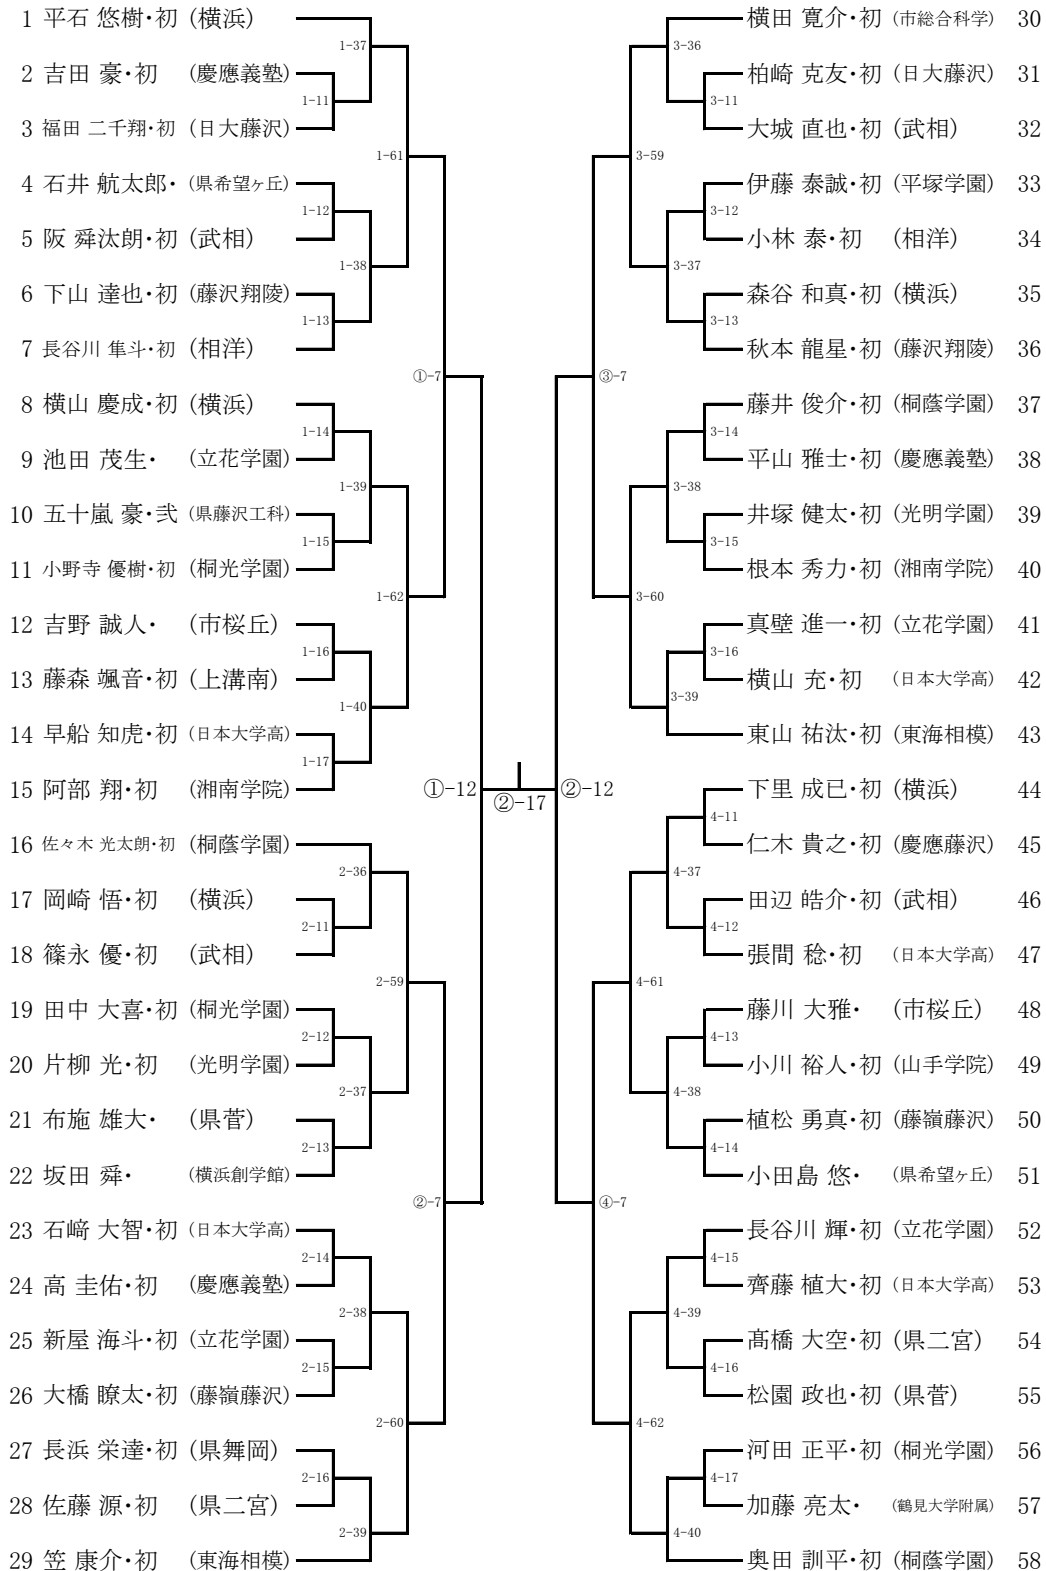 1 平石 悠樹・初 (横浜)
2 吉田 豪・初 (慶應義塾)
3 福田 二千翔・初 (日大藤沢)
4 石井 航太郎・ (県希望ヶ丘)
5 阪 舜汰朗・初 (武相)
6 下山 達也・初 (藤沢翔陵)
7 長谷川 隼斗・初 (相洋)
8 横山 慶成・初 (横浜)
9 池田 茂生・ (立花学園)
10 五十嵐 豪・弐 (県藤沢工科)
11 小野寺 優樹・初 (桐光学園)
12 吉野 誠人・ (市桜丘)
13 藤森 颯音・初 (上溝南)
14 早船 知虎・初 (日本大学高)
15 阿部 翔・初 (湘南学院)
16 佐々木 光太朗・初 (桐蔭学園)
17 岡崎 悟・初 (横浜)
18 篠永 優・初 (武相)
19 田中 大喜・初 (桐光学園)
20 片柳 光・初 (光明学園)
21 布施 雄大・ (県菅)
22 坂田 舜・ (横浜創学館)
23 石﨑 大智・初 (日本大学高)
24 高 圭佑・初 (慶應義塾)
25 新屋 海斗・初 (立花学園)
26 大橋 瞭太・初 (藤嶺藤沢)
27 長浜 栄達・初 (県舞岡)
28 佐藤 源・初 (県二宮)
29 笠 康介・初 (東海相模)
1-37
1-11
1-61
1-12
1-38
1-13
①-7
1-14
1-39
1-15
1-62
1-16
1-40
1-17
①-12
2-36
2-11
2-59
2-12
2-37
2-13
②-7
2-14
2-38
2-15
2-60
2-16
2-39
②-17
②-12
3-36
3-11
3-59
3-12
3-37
3-13
③-7
3-14
3-38
3-15
3-60
3-16
3-39
4-11
4-37
4-12
4-61
4-13
4-38
4-14
④-7
4-15
4-39
4-16
4-62
4-17
4-40
横田 寛介・初 (市総合科学) 30
柏崎 克友・初 (日大藤沢) 31
大城 直也・初 (武相) 32
伊藤 泰誠・初 (平塚学園) 33
小林 泰・初 (相洋) 34
森谷 和真・初 (横浜) 35
秋本 龍星・初 (藤沢翔陵) 36
藤井 俊介・初 (桐蔭学園) 37
平山 雅士・初 (慶應義塾) 38
井塚 健太・初 (光明学園) 39
根本 秀力・初 (湘南学院) 40
真壁 進一・初 (立花学園) 41
横山 充・初 (日本大学高) 42
東山 祐汰・初 (東海相模) 43
下里 成已・初 (横浜) 44
仁木 貴之・初 (慶應藤沢) 45
田辺 皓介・初 (武相) 46
張間 稔・初 (日本大学高) 47
藤川 大雅・ (市桜丘) 48
小川 裕人・初 (山手学院) 49
植松 勇真・初 (藤嶺藤沢) 50
小田島 悠・ (県希望ヶ丘) 51
長谷川 輝・初 (立花学園) 52
齊藤 植大・初 (日本大学高) 53
髙橋 大空・初 (県二宮) 54
松園 政也・初 (県菅) 55
河田 正平・初 (桐光学園) 56
加藤 亮太・ (鶴見大学附属) 57
奥田 訓平・初 (桐蔭学園) 58